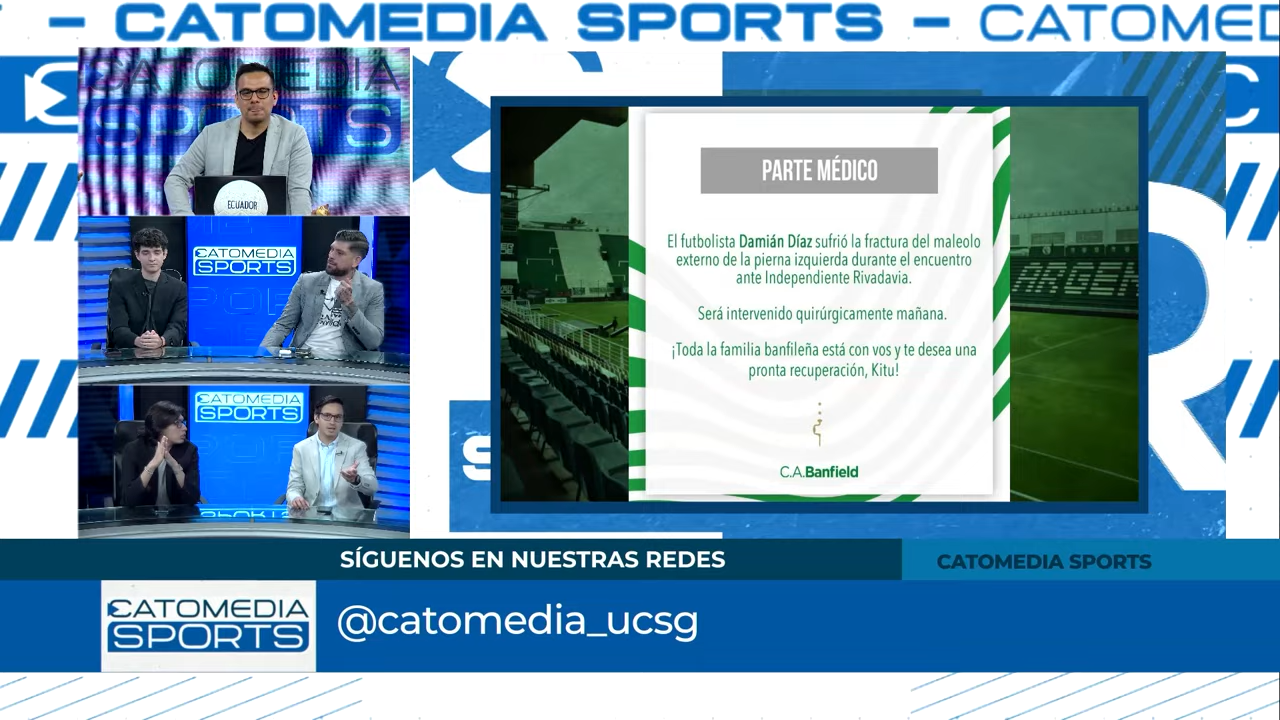 CATOMEDIA SPORTS – CATOMED
CATOMEDIA
SPORTS
ECUADOR
CATOMEDIA
SPORTS
CATOMEDIA
SPORTS
PARTE MÉDICO
El futbolista Damián Díaz sufrió la fractura del maleolo
externo de la pierna izquierda durante el encuentro
ante Independiente Rivadavia.
Será intervenido quirúrgicamente mañana.
¡Toda la familia banfileña está con vos y te desea una
pronta recuperación, Kitu!
C.A.Banfield
SÍGUENOS EN NUESTRAS REDES
CATOMEDIA SPORTS
CATOMEDIA
SPORTS
@catomedia_ucsg